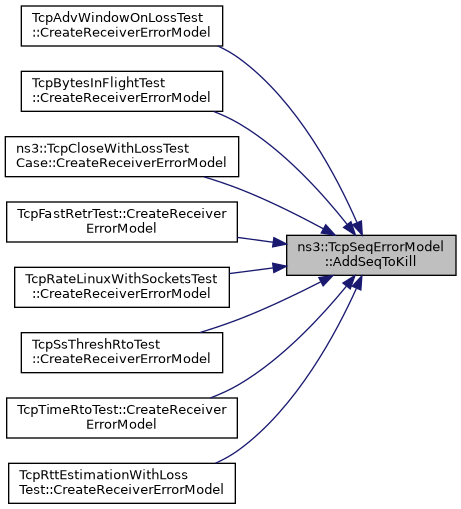 TcpAdvWindowOnLossTest
::CreateReceiverErrorModel
TcpBytesInFlightTest
::CreateReceiverErrorModel
ns3::TcpCloseWithLossTest
Case::CreateReceiverErrorModel
TcpFastRetrTest::CreateReceiver
ErrorModel
ns3::TcpSeqErrorModel
::AddSeqToKill
TcpRateLinuxWithSocketsTest
::CreateReceiverErrorModel
TcpSsThreshRtoTest
::CreateReceiverErrorModel
TcpTimeRtoTest::CreateReceiver
ErrorModel
TcpRttEstimationWithLoss
Test::CreateReceiverErrorModel